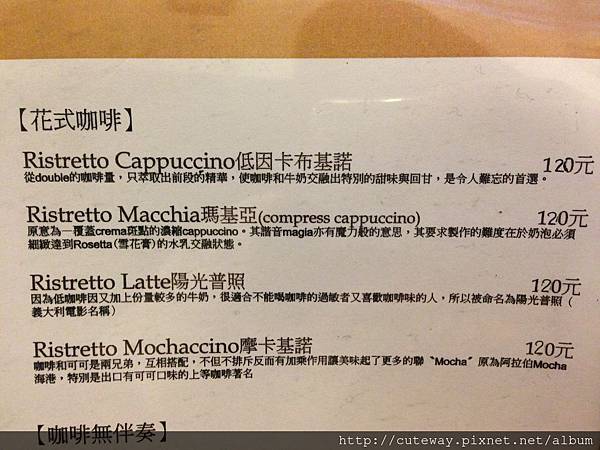 【花式咖啡】
Ristretto Cappuccino低因卡布基諾 120元
從double的咖啡量，只萃取出前段的精華，使咖啡和牛奶交融出特別的甜味與回甘，是令人難忘的首選。
Ristretto Macchia瑪基亞(compress cappuccino) 120元
原意為一覆蓋crema斑點的濃縮cappuccino。其諧音magia亦有魔力般的意思，其要求製作的難度在於奶泡必須
細緻達到Rosetta(雪花膏)的水乳交融狀態。
Ristretto Latte陽光普照 120元
因為低咖啡因又加上份量較多的牛奶，很適合不能喝咖啡的過敏者又喜歡咖啡味的人，所以被命名為陽光普照（
義大利電影名稱）
Ristretto Mochaccino摩卡基諾 120元
咖啡和可可是兩兄弟，互相搭配，不但不排斥反而有加乘作用讓美味起了更多的聯〝Mocha〞原為阿拉伯Mocha
海港，特別是出口有可可口味的上等咖啡著名
【咖啡無伴奏】
http://cuteway.pixnet.net/album